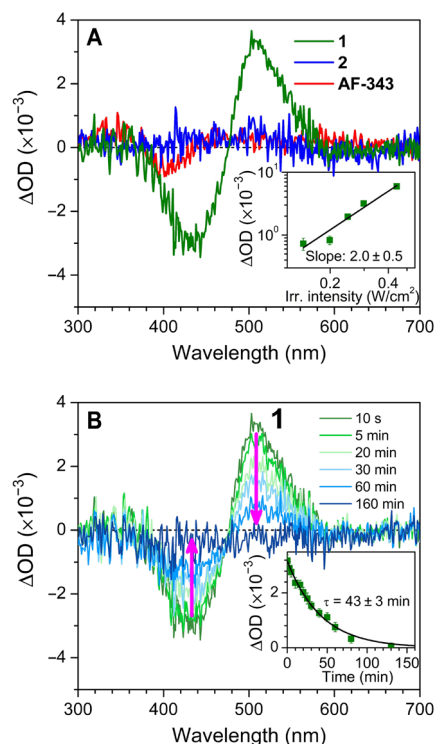 A
1
2
AF-343
ΔOD (×10⁻³)
4
2
0
−2
−4
ΔOD (×10⁻³)
10¹
10⁰
Slope: 2.0 ± 0.5
0.2 0.4
Irr. intensity (W/cm²)
300 400 500 600 700
Wavelength (nm)
B
1
10 s
5 min
20 min
30 min
60 min
160 min
ΔOD (×10⁻³)
4
2
0
−2
−4
ΔOD (×10⁻³)
2
0
τ = 43 ± 3 min
0 50 100 150
Time (min)
300 400 500 600 700
Wavelength (nm)